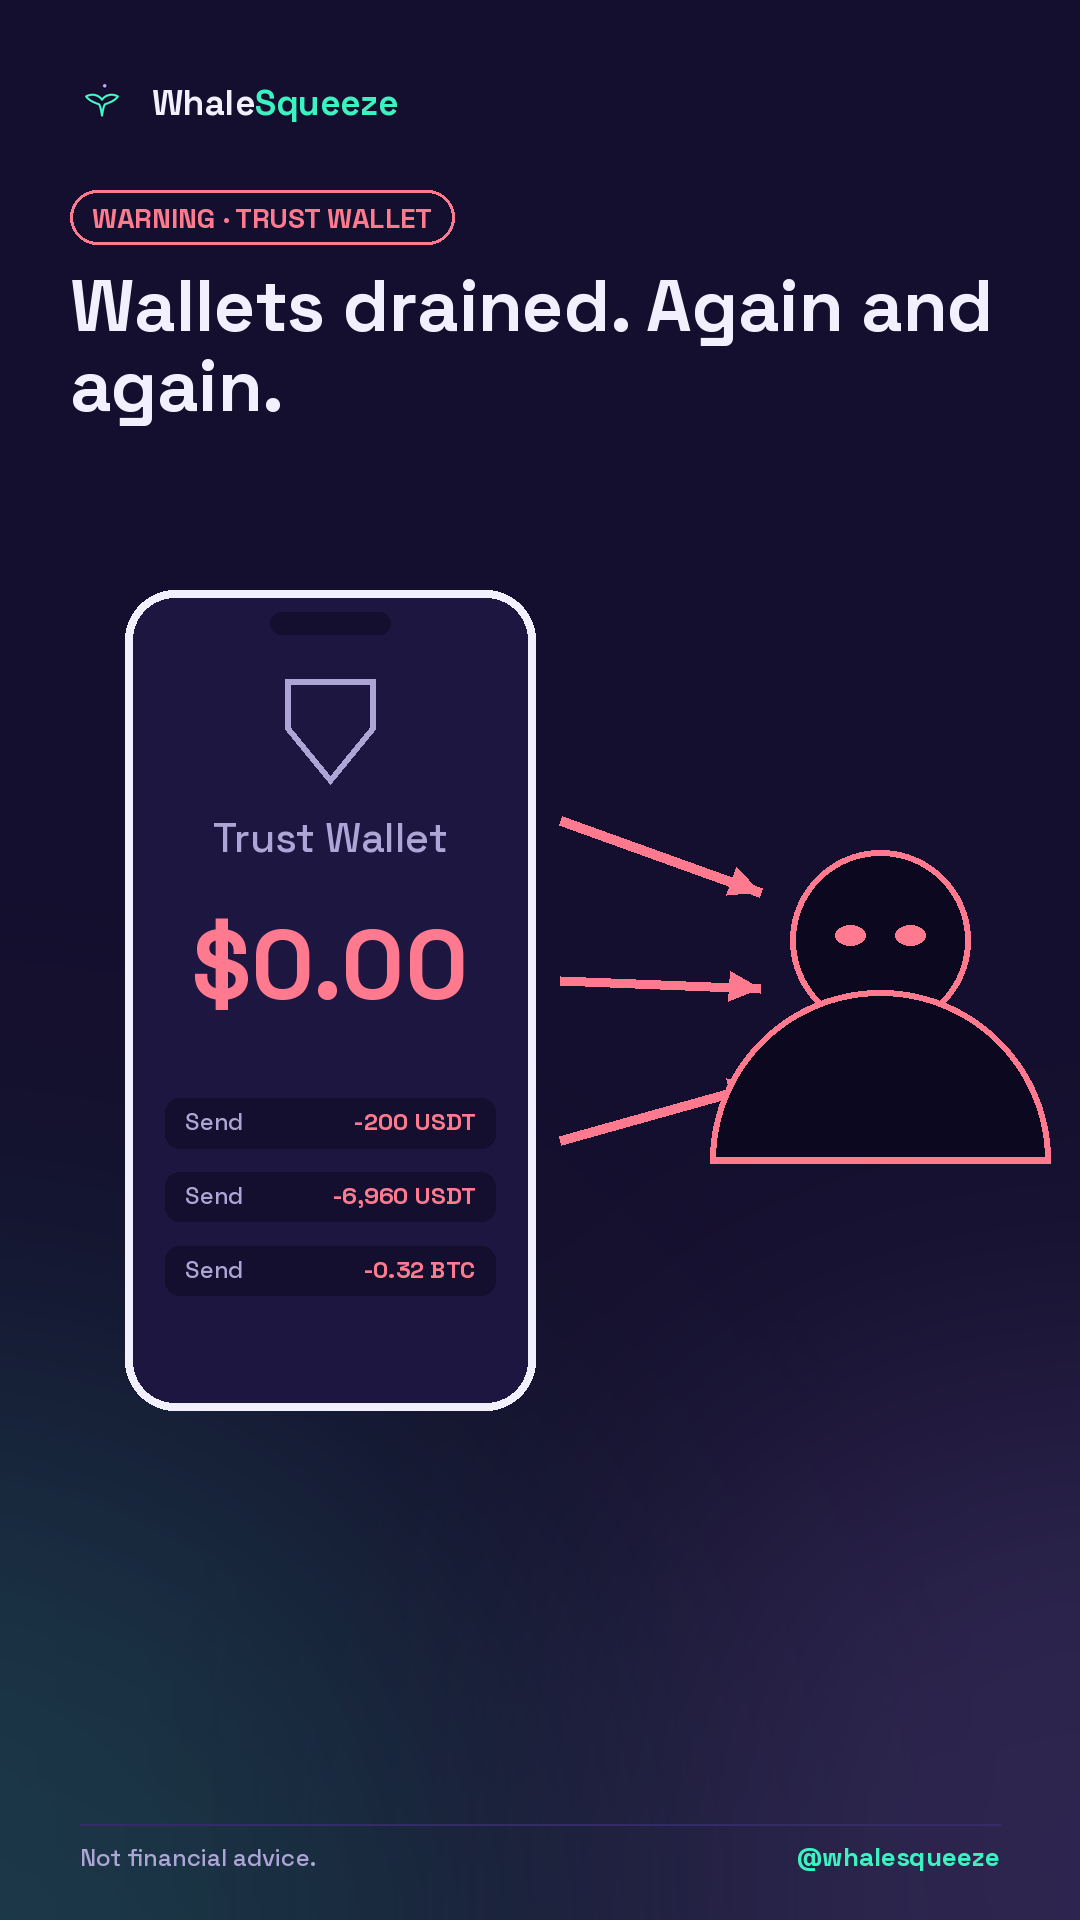 WhaleSqueeze
WARNING · TRUST WALLET
Wallets drained. Again and
again.
Trust Wallet
$0.00
Send -200 USDT
Send -6,960 USDT
Send -0.32 BTC
Not financial advice.
@whalesqueeze